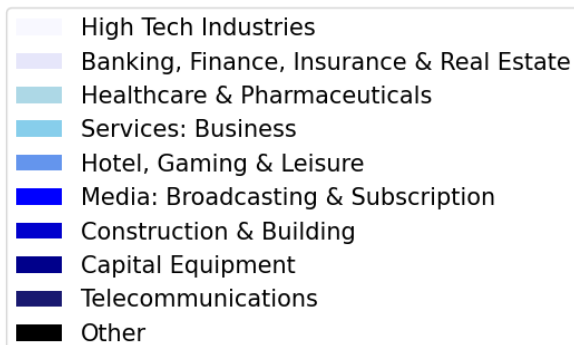 High Tech Industries
Banking, Finance, Insurance & Real Estate
Healthcare & Pharmaceuticals
Services: Business
Hotel, Gaming & Leisure
Media: Broadcasting & Subscription
Construction & Building
Capital Equipment
Telecommunications
Other